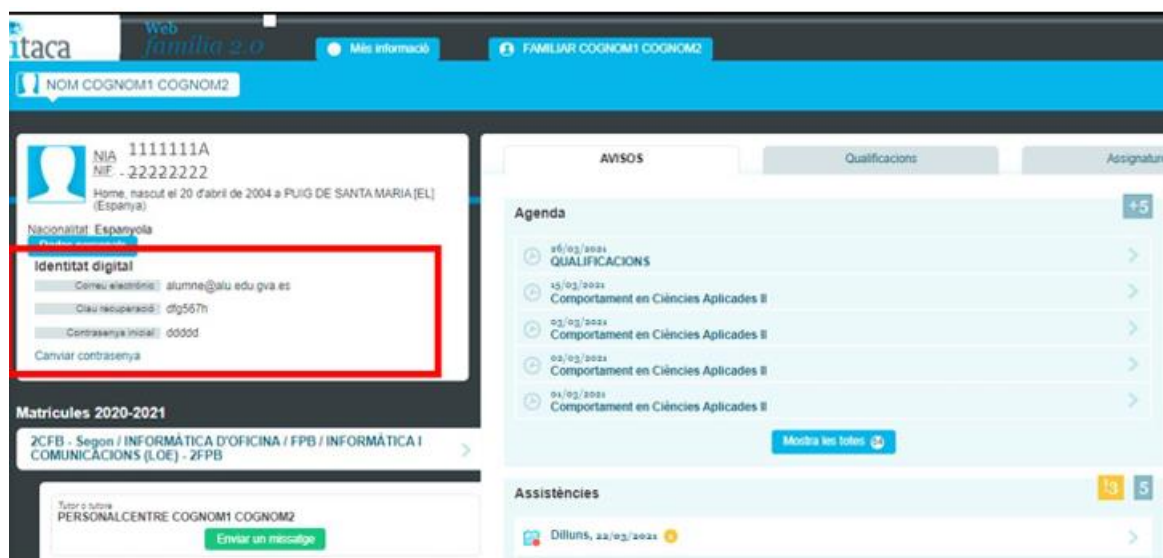 itaca
Web
família 2.0
Més informació
FAMILIAR COGNOM1 COGNOM2
NOM COGNOM1 COGNOM2
NIA 1111111A
NIF: - 22222222
Home, nascut el 20 d'abril de 2004 a PUIG DE SANTA MARIA [EL]
(Espanya)
Nacionalitat: Espanyola
Identitat digital
Correu electrònic alumne@alu.edu.gva.es
Clau recuperació dfg567h
Contrasenya inicial ddddd
Canviar contrasenya
Matricules 2020-2021
2CFB - Segon / INFORMÀTICA D'OFICINA / FPB / INFORMÀTICA I
COMUNICACIONS (LOE) - 2FPB
Tutor o tutora
PERSONALCENTRE COGNOM1 COGNOM2
Enviar un missatge
AVISOS
Qualificacions
Assignatur
Agenda
+5
26/03/2021
QUALIFICACIONS
15/03/2021
Comportament en Ciències Aplicades II
03/03/2021
Comportament en Ciències Aplicades II
02/03/2021
Comportament en Ciències Aplicades II
01/03/2021
Comportament en Ciències Aplicades II
Mostra les totes
Assistències
5
Dilluns, 22/03/2021